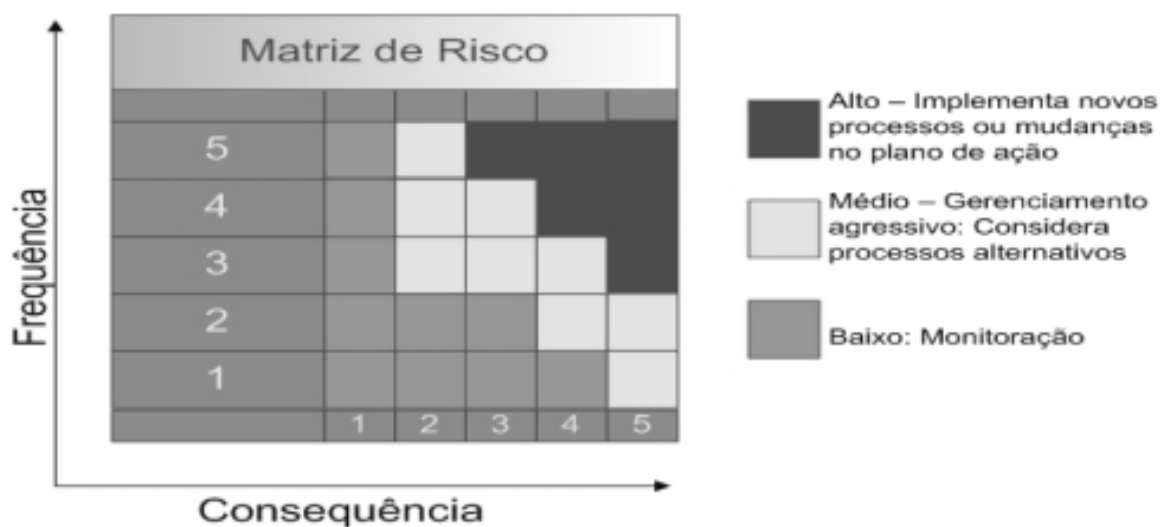 Matriz de Risco
Frequência
5
4
3
2
1
1 2 3 4 5
Consequência
Alto – Implementa novos
processos ou mudanças
no plano de ação
Médio – Gerenciamento
agressivo: Considera
processos alternativos
Baixo: Monitoração